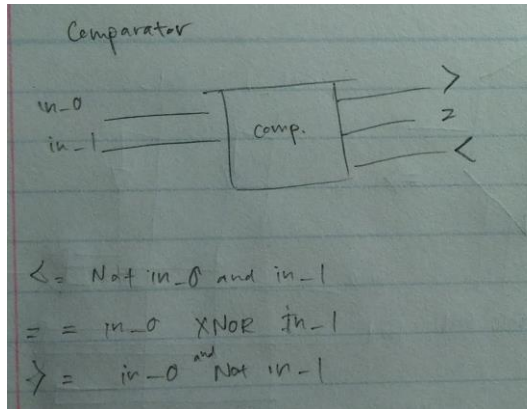 Comparator
>
in_0
comp.
=
in_1
<
< = Not in_0 and in_1
= = in_0 XNOR in_1
> = in_0 and Not in_1